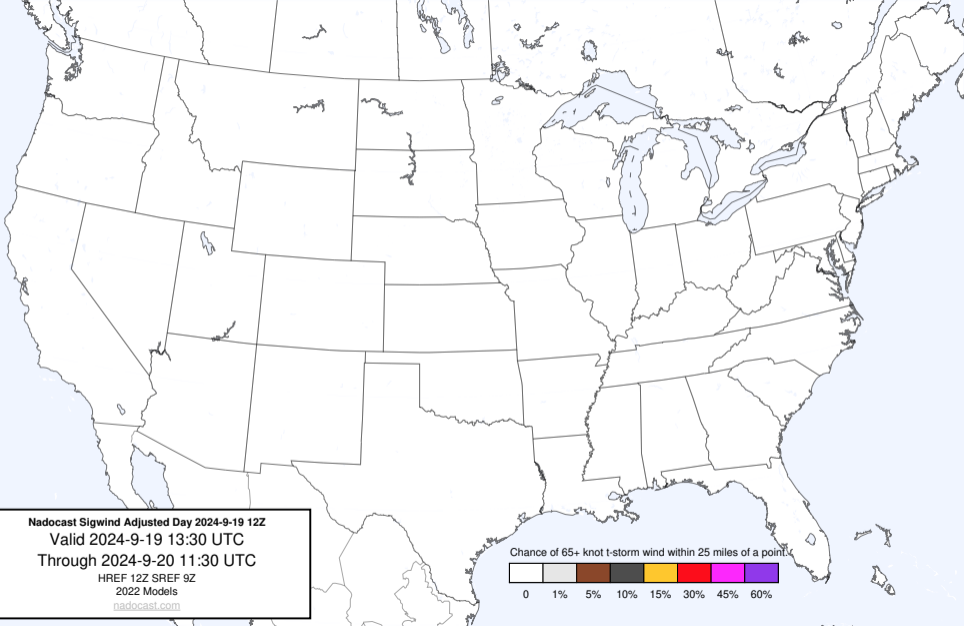 Nadocast Sigwind Adjusted Day 2024-9-19 12Z
Valid 2024-9-19 13:30 UTC
Through 2024-9-20 11:30 UTC
HREF 12Z SREF 9Z
2022 Models
nadocast.com
Chance of 65+ knot t-storm wind within 25 miles of a point.
0 1% 5% 10% 15% 30% 45% 60%